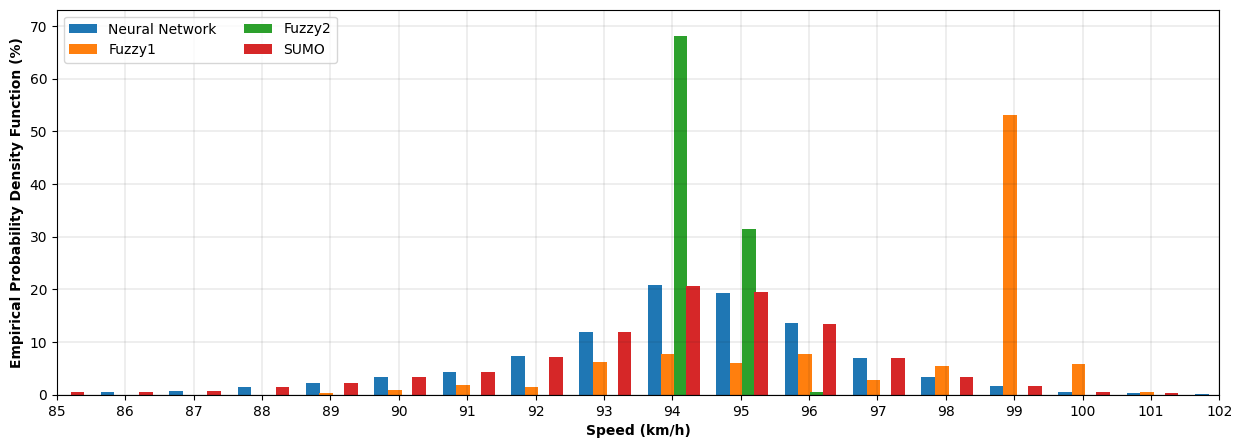 Neural Network
Fuzzy1
Fuzzy2
SUMO
Empirical Probability Density Function (%)
70
60
50
40
30
20
10
0
85 86 87 88 89 90 91 92 93 94 95 96 97 98 99 100 101 102
Speed (km/h)